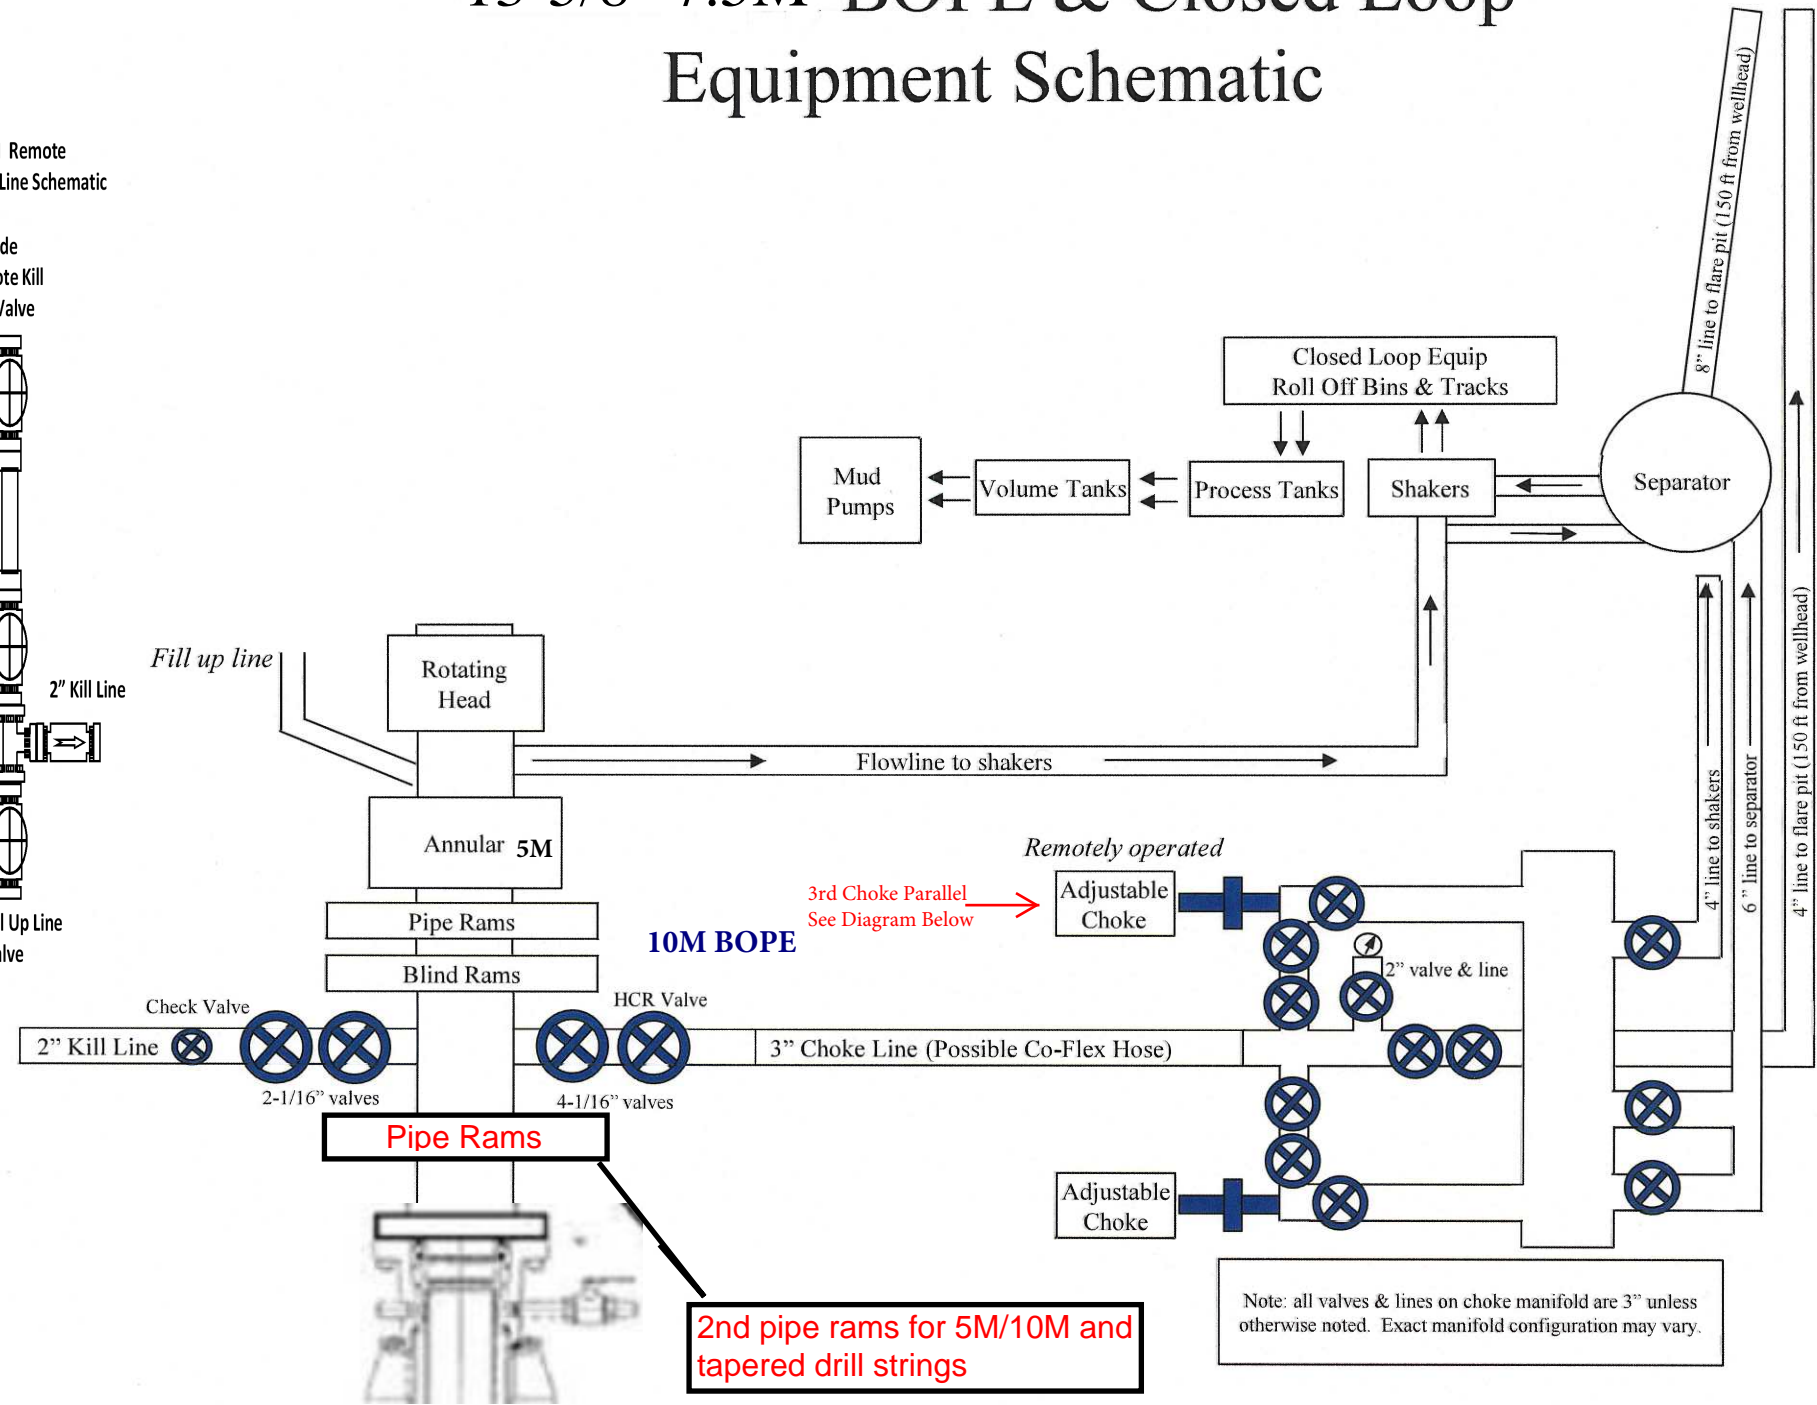 BOPE & Closed Loop
Equipment Schematic
Remote
Line Schematic
Kill
2” Kill Line
Up Line
Fill up line
Rotating
Head
Flowline to shakers
Annular 5M
Pipe Rams
Blind Rams
10M BOPE
Check Valve
HCR Valve
2” Kill Line
2-1/16” valves
4-1/16” valves
3” Choke Line (Possible Co-Flex Hose)
Pipe Rams
2nd pipe rams for 5M/10M and
tapered drill strings
Closed Loop Equip
Roll Off Bins & Tracks
Mud
Pumps
Volume Tanks
Process Tanks
Shakers
Separator
8” line to flare pit (150 ft from wellhead)
4” line to flare pit (150 ft from wellhead)
4” line to shakers
6 ” line to separator
Remotely operated
3rd Choke Parallel
See Diagram Below
Adjustable
Choke
2” valve & line
Adjustable
Choke
Note: all valves & lines on choke manifold are 3” unless
otherwise noted. Exact manifold configuration may vary.